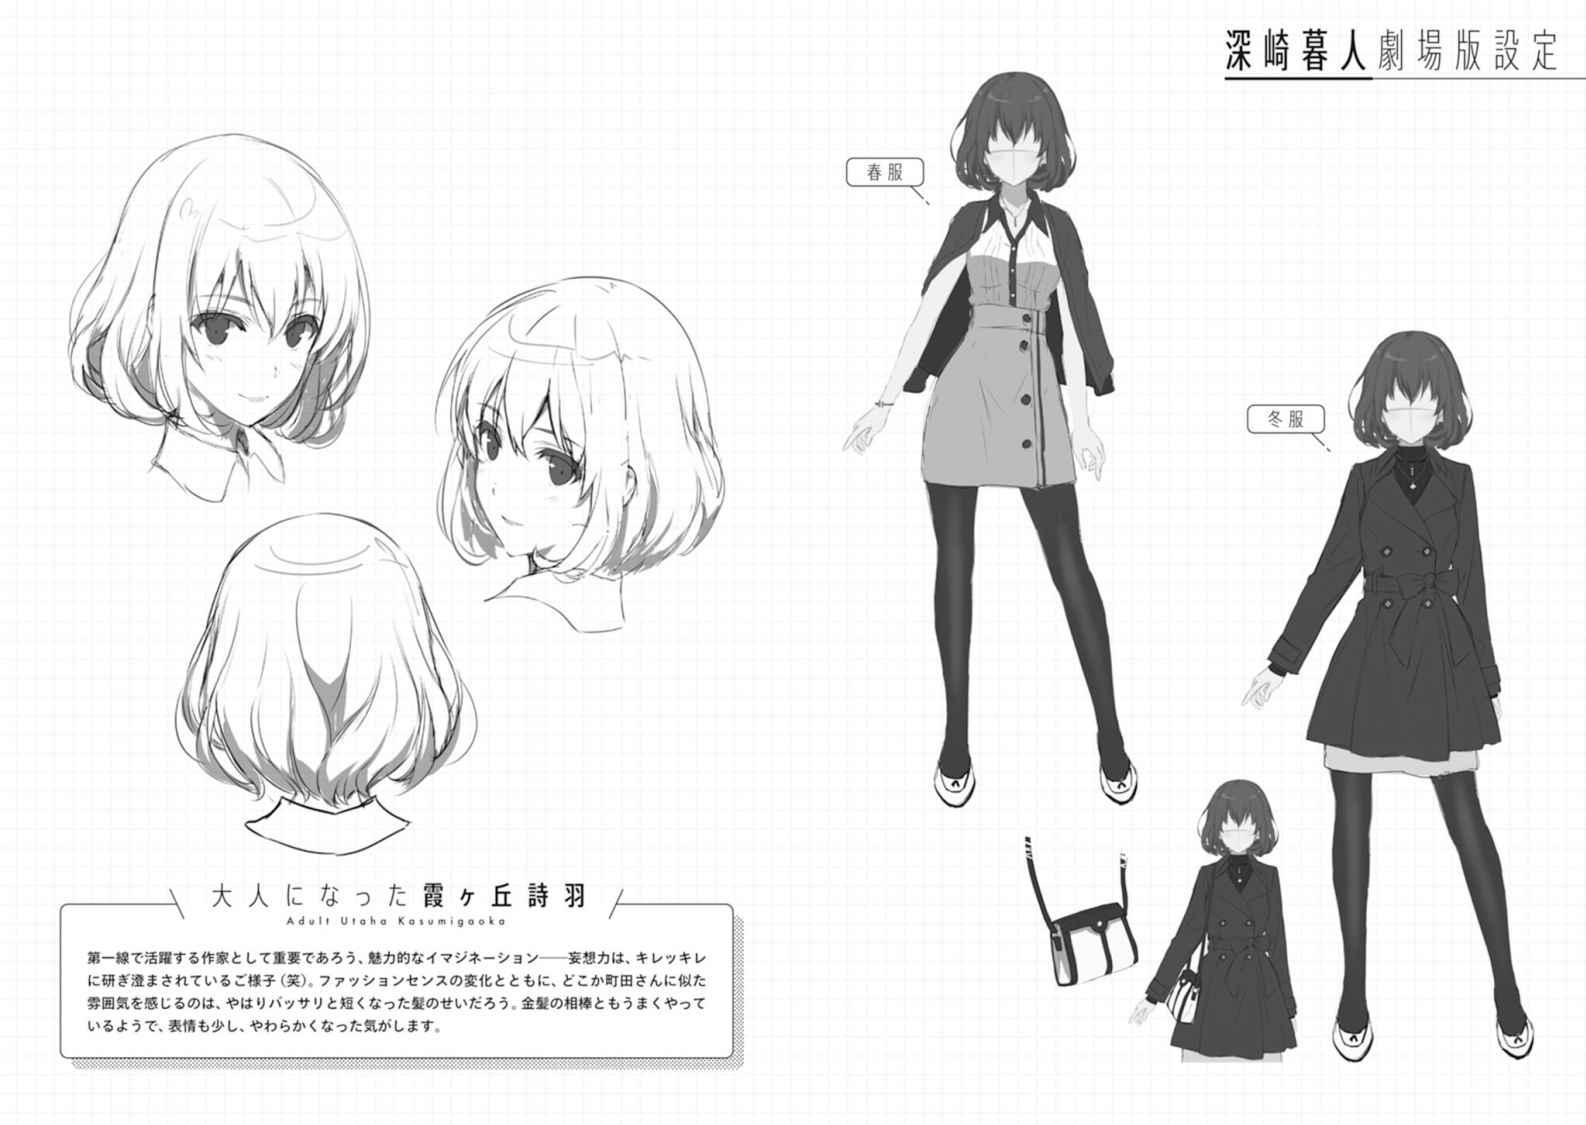 深崎暮人劇場版設定
春服
冬服
大人になった霞ヶ丘詩羽
Adult Utaha Kasumigaoka
第一線で活躍する作家として重要であろう、魅力的なイマジネーション――妄想力は、キレッキレ
に研ぎ澄まされているご様子（笑）。ファッションセンスの変化とともに、どこか町田さんに似た
雰囲気を感じるのは、やはりバッサリと短くなった髪のせいだろう。金髪の相棒ともうまくやって
いるようで、表情も少し、やわらかくなった気がします。